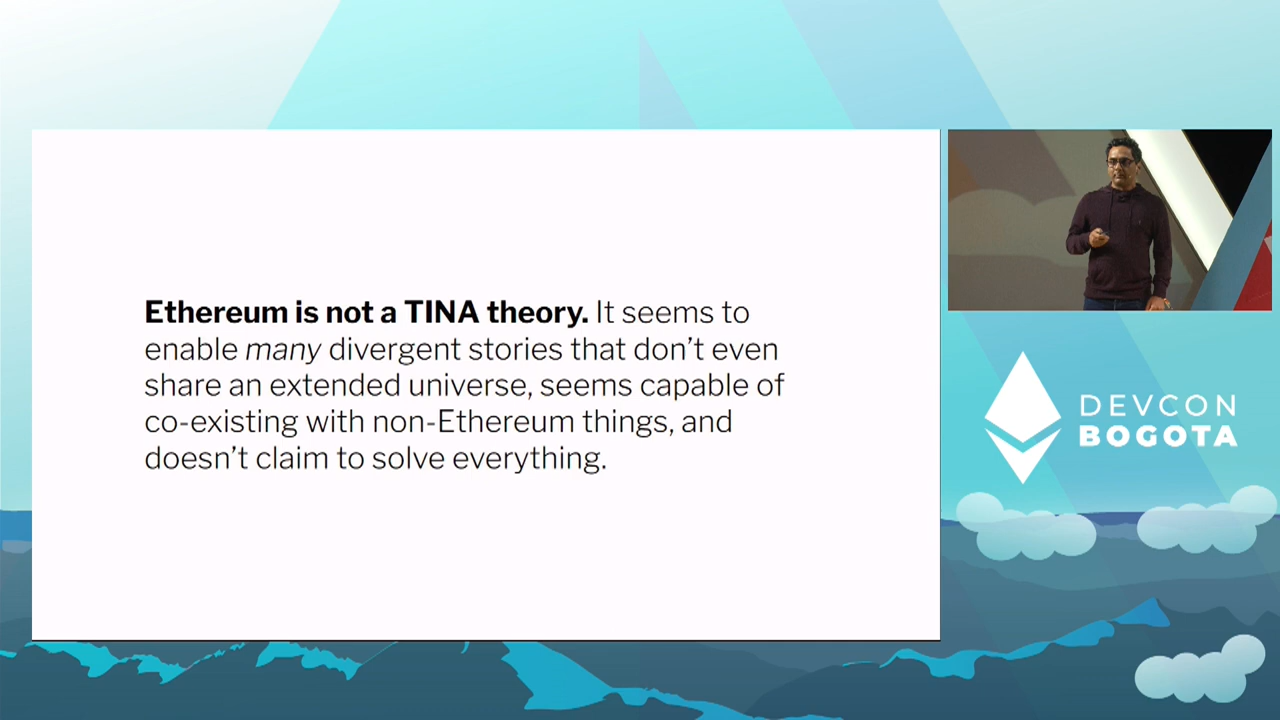 Ethereum is not a TINA theory. It seems to
enable many divergent stories that don’t even
share an extended universe, seems capable of
co-existing with non-Ethereum things, and
doesn’t claim to solve everything.
DEVCON
BOGOTA